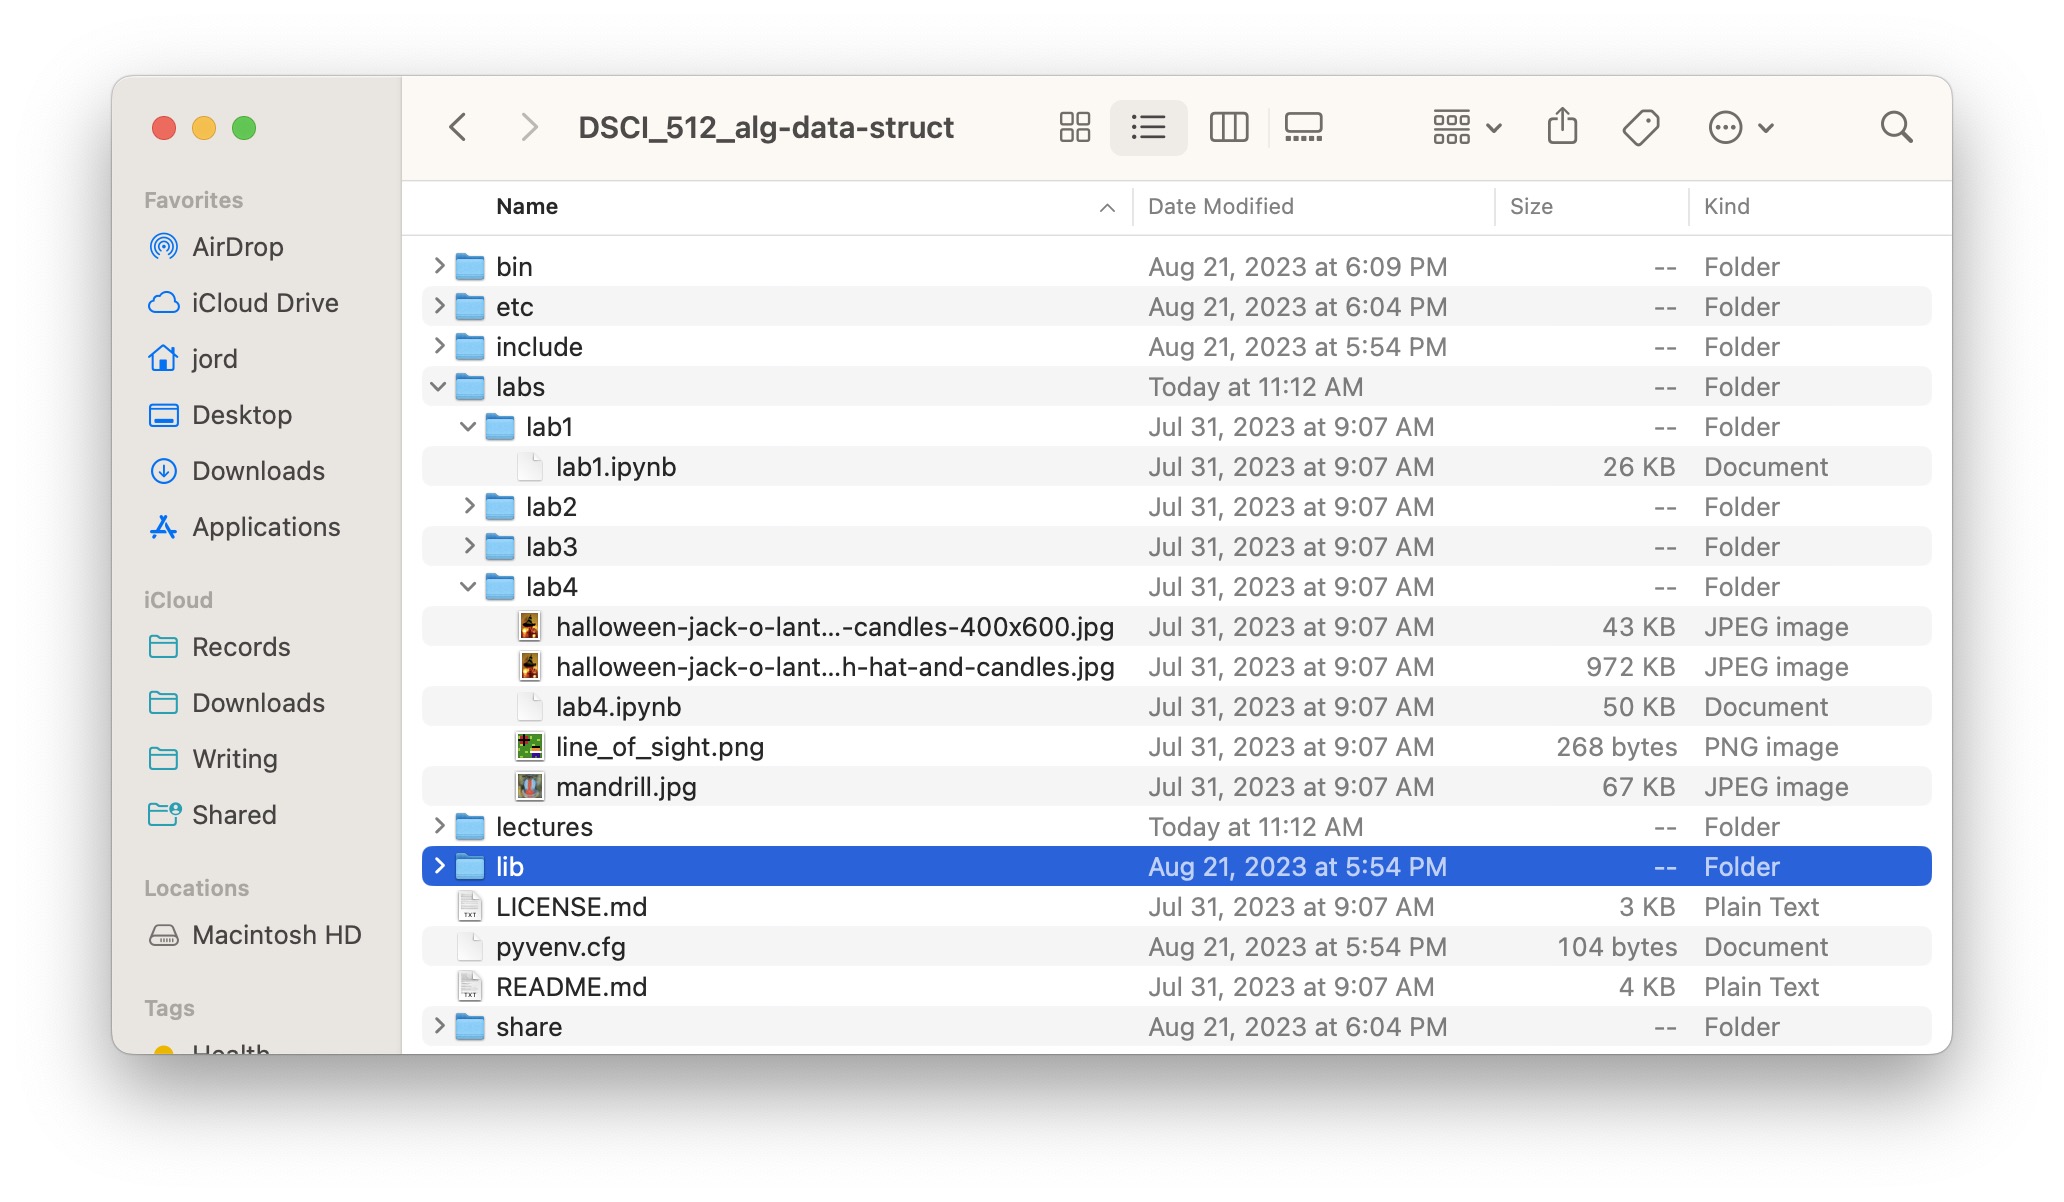 DSCI_512_alg-data-struct
Favorites
AirDrop
iCloud Drive
jord
Desktop
Downloads
Applications
iCloud
Records
Downloads
Writing
Shared
Locations
Macintosh HD
Tags
Health
Name Date Modified Size Kind
bin Aug 21, 2023 at 6:09 PM -- Folder
etc Aug 21, 2023 at 6:04 PM -- Folder
include Aug 21, 2023 at 5:54 PM -- Folder
labs Today at 11:12 AM -- Folder
lab1 Jul 31, 2023 at 9:07 AM -- Folder
lab1.ipynb Jul 31, 2023 at 9:07 AM 26 KB Document
lab2 Jul 31, 2023 at 9:07 AM -- Folder
lab3 Jul 31, 2023 at 9:07 AM -- Folder
lab4 Jul 31, 2023 at 9:07 AM -- Folder
halloween-jack-o-lant...-candles-400x600.jpg Jul 31, 2023 at 9:07 AM 43 KB JPEG image
halloween-jack-o-lant...h-hat-and-candles.jpg Jul 31, 2023 at 9:07 AM 972 KB JPEG image
lab4.ipynb Jul 31, 2023 at 9:07 AM 50 KB Document
line_of_sight.png Jul 31, 2023 at 9:07 AM 268 bytes PNG image
mandrill.jpg Jul 31, 2023 at 9:07 AM 67 KB JPEG image
lectures Today at 11:12 AM -- Folder
lib Aug 21, 2023 at 5:54 PM -- Folder
LICENSE.md Jul 31, 2023 at 9:07 AM 3 KB Plain Text
pyvenv.cfg Aug 21, 2023 at 5:54 PM 104 bytes Document
README.md Jul 31, 2023 at 9:07 AM 4 KB Plain Text
share Aug 21, 2023 at 6:04 PM -- Folder